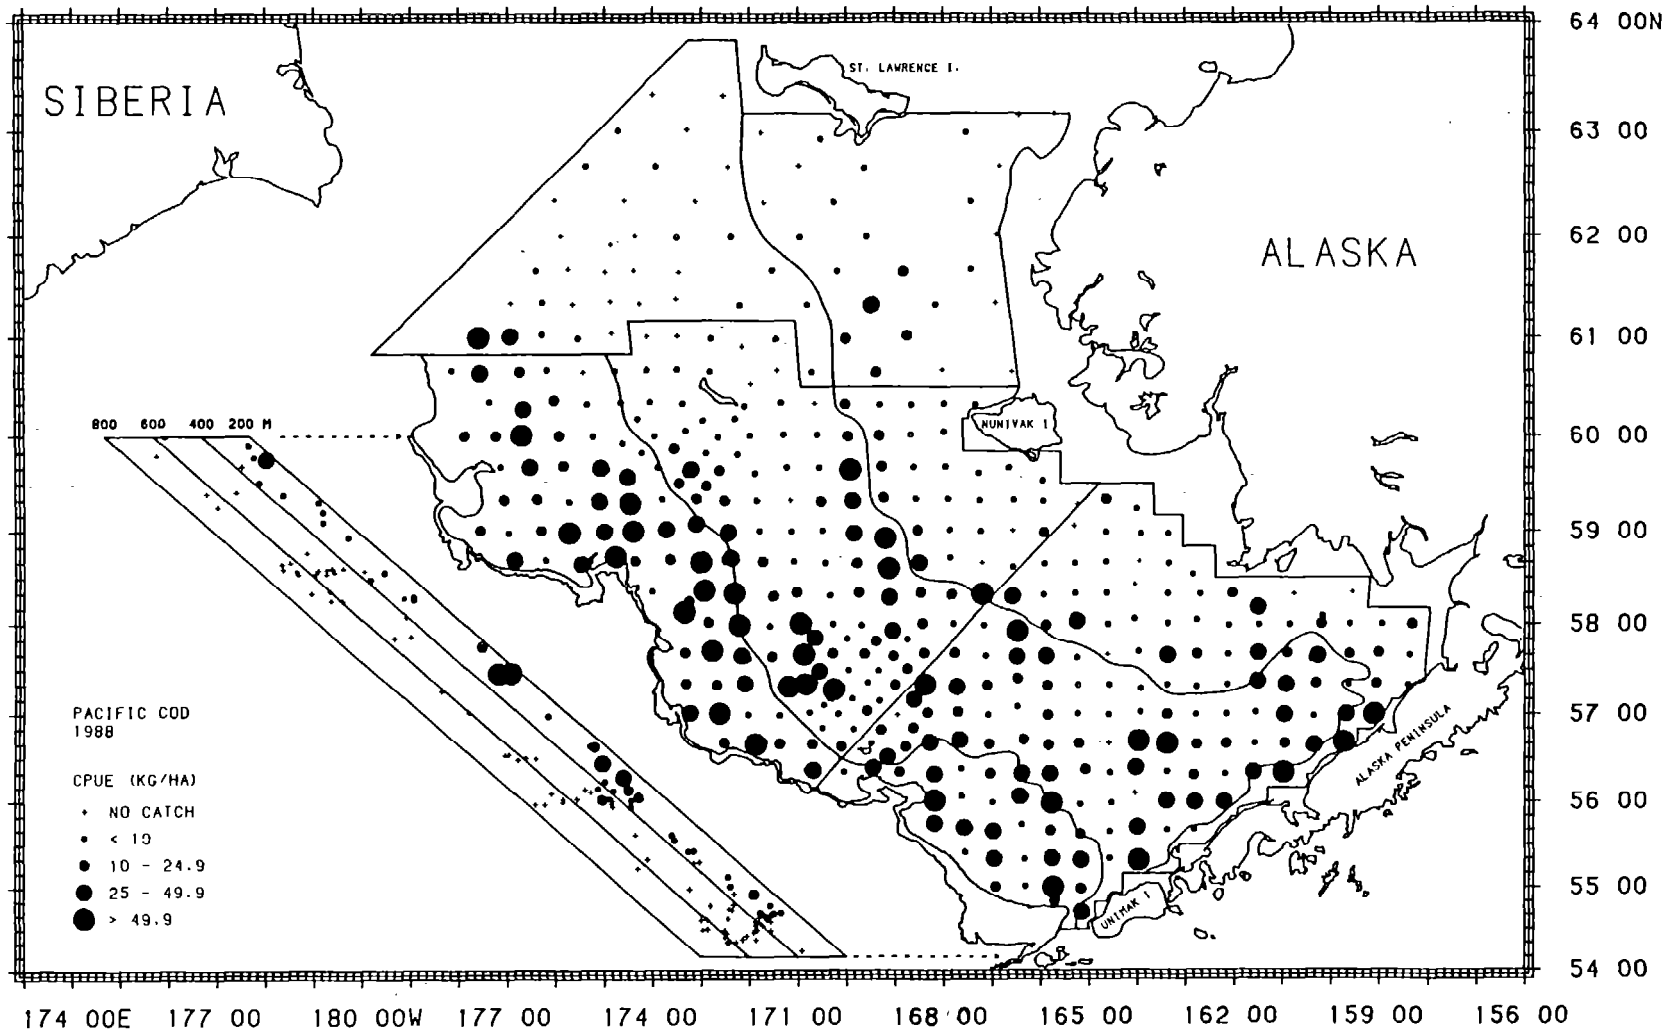 64 00N
ST. LAWRENCE I.
SIBERIA
63 00
62 00
ALASKA
61 00
NUNIVAK I
800 600 400 200 M
60 00
59 00
58 00
57 00
PACIFIC COD
1988
ALASKA PENINSULA
CPUE (KG/HA)
+ NO CATCH
< 10
10 - 24.9
25 - 49.9
> 49.9
56 00
55 00
UNIMAK I
54 00
174 00E 177 00 180 00W 177 00 174 00 171 00 168 00 165 00 162 00 159 00 156 00